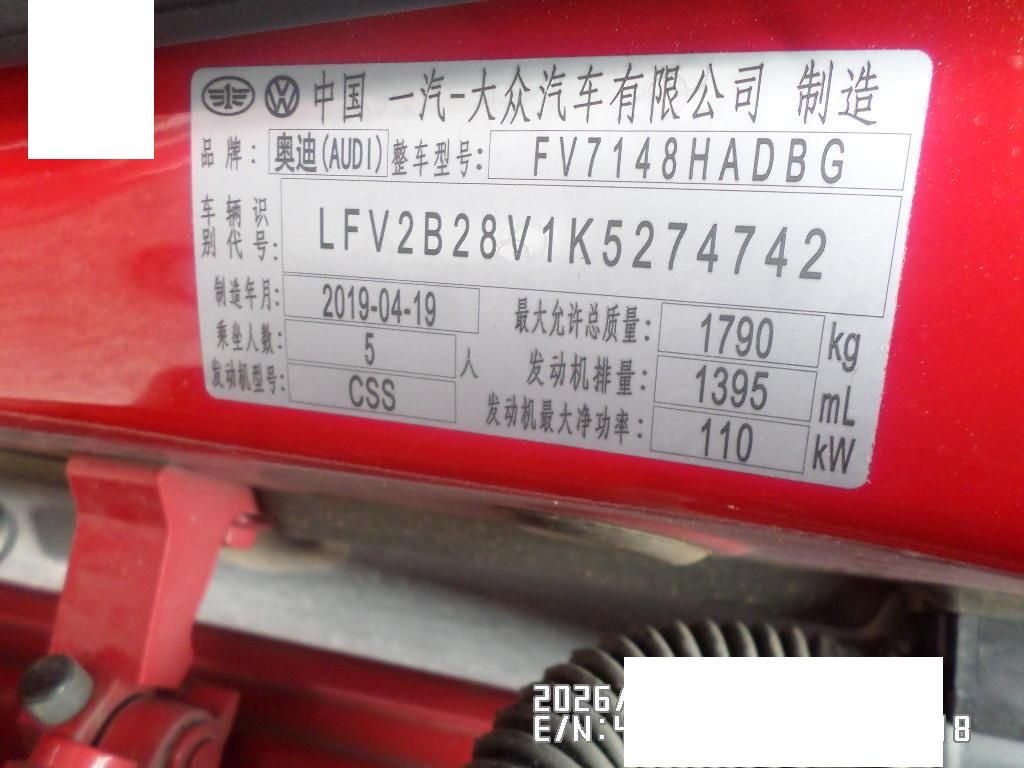 中国 一汽-大众汽车有限公司 制造
品牌: 奥迪(AUDI) 整车型号: FV7148HADBG
车辆识别代号: LFV2B28V1K5274742
制造年月: 2019-04-19 最大允许总质量: 1790 kg
乘坐人数: 5 人 发动机排量: 1395 mL
发动机型号: CSS 发动机最大净功率: 110 kW
2026/
E/N:4 18